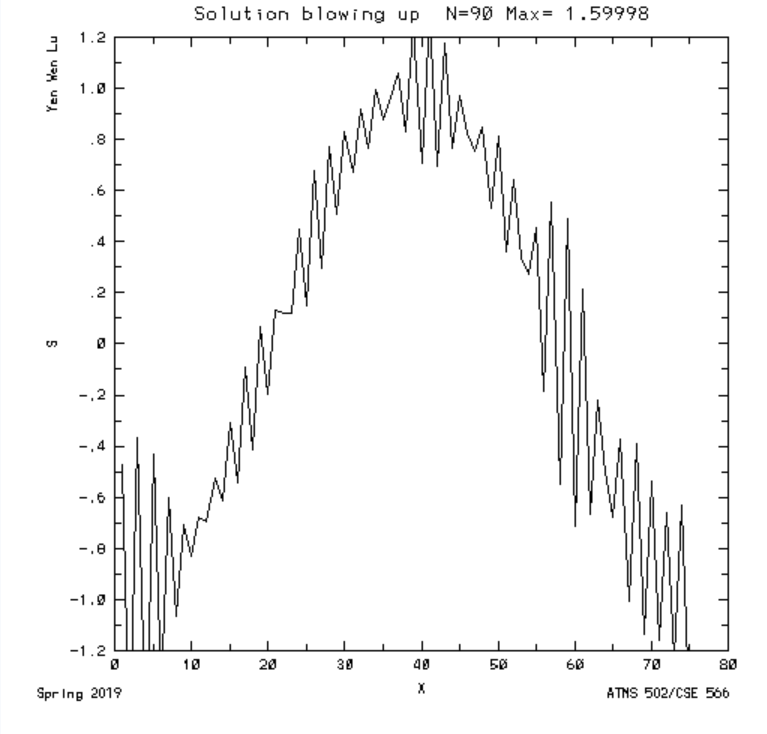 Solution blowing up N=90 Max= 1.59998
Yen Wen Lu
1.2
1.0
.8
.6
.4
.2
0
-.2
-.4
-.6
-.8
-1.0
-1.2
S
0 10 20 30 40 50 60 70 80
X
Spring 2019
ATMS 502/CSE 566